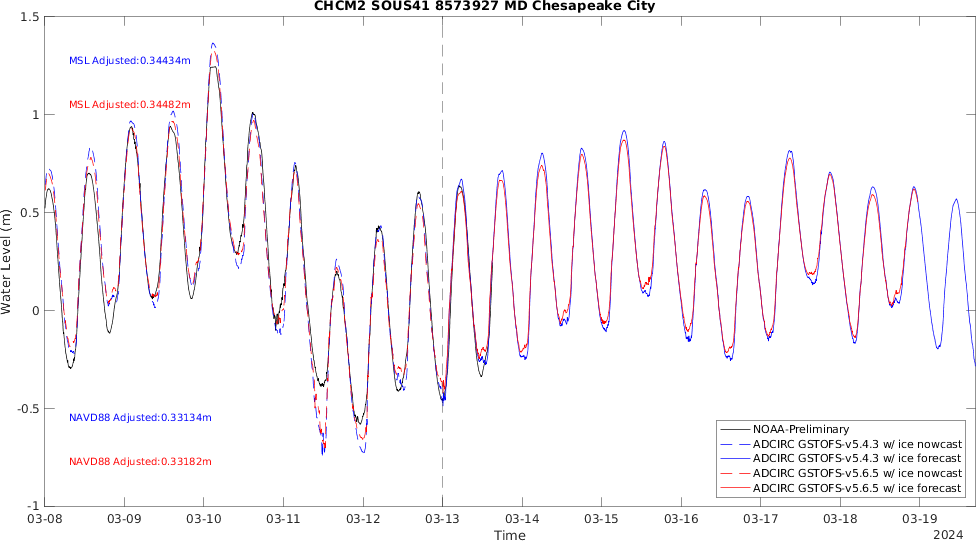 CHCM2 SOUS41 8573927 MD Chesapeake City
1.5
1
0.5
0
-0.5
-1
Water Level (m)
MSL Adjusted:0.34434m
MSL Adjusted:0.34482m
NAVD88 Adjusted:0.33134m
NAVD88 Adjusted:0.33182m
NOAA-Preliminary
ADCIRC GSTOFS-v5.4.3 w/ ice nowcast
ADCIRC GSTOFS-v5.4.3 w/ ice forecast
ADCIRC GSTOFS-v5.6.5 w/ ice nowcast
ADCIRC GSTOFS-v5.6.5 w/ ice forecast
03-08 03-09 03-10 03-11 03-12 03-13 03-14 03-15 03-16 03-17 03-18 03-19
Time
2024